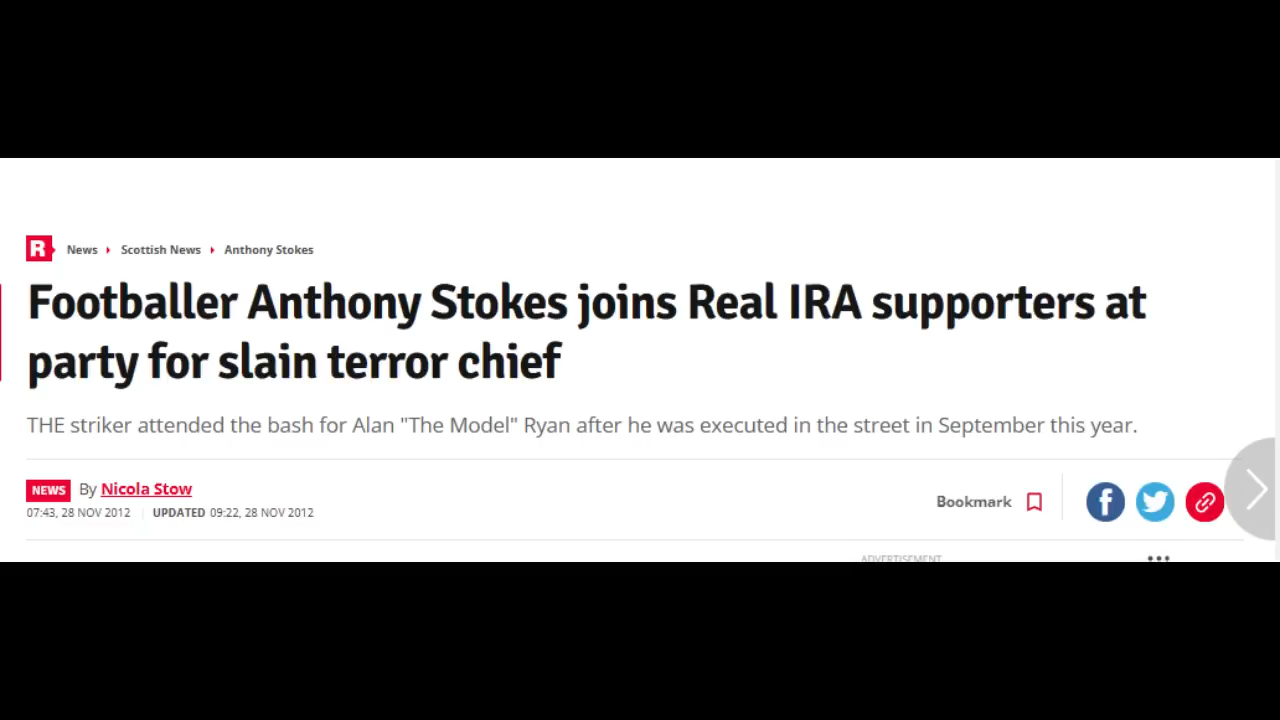 R News Scottish News Anthony Stokes
Footballer Anthony Stokes joins Real IRA supporters at
party for slain terror chief
THE striker attended the bash for Alan "The Model" Ryan after he was executed in the street in September this year.
NEWS By Nicola Stow
07:43, 28 NOV 2012 UPDATED 09:22, 28 NOV 2012
Bookmark
ADVERTISEMENT